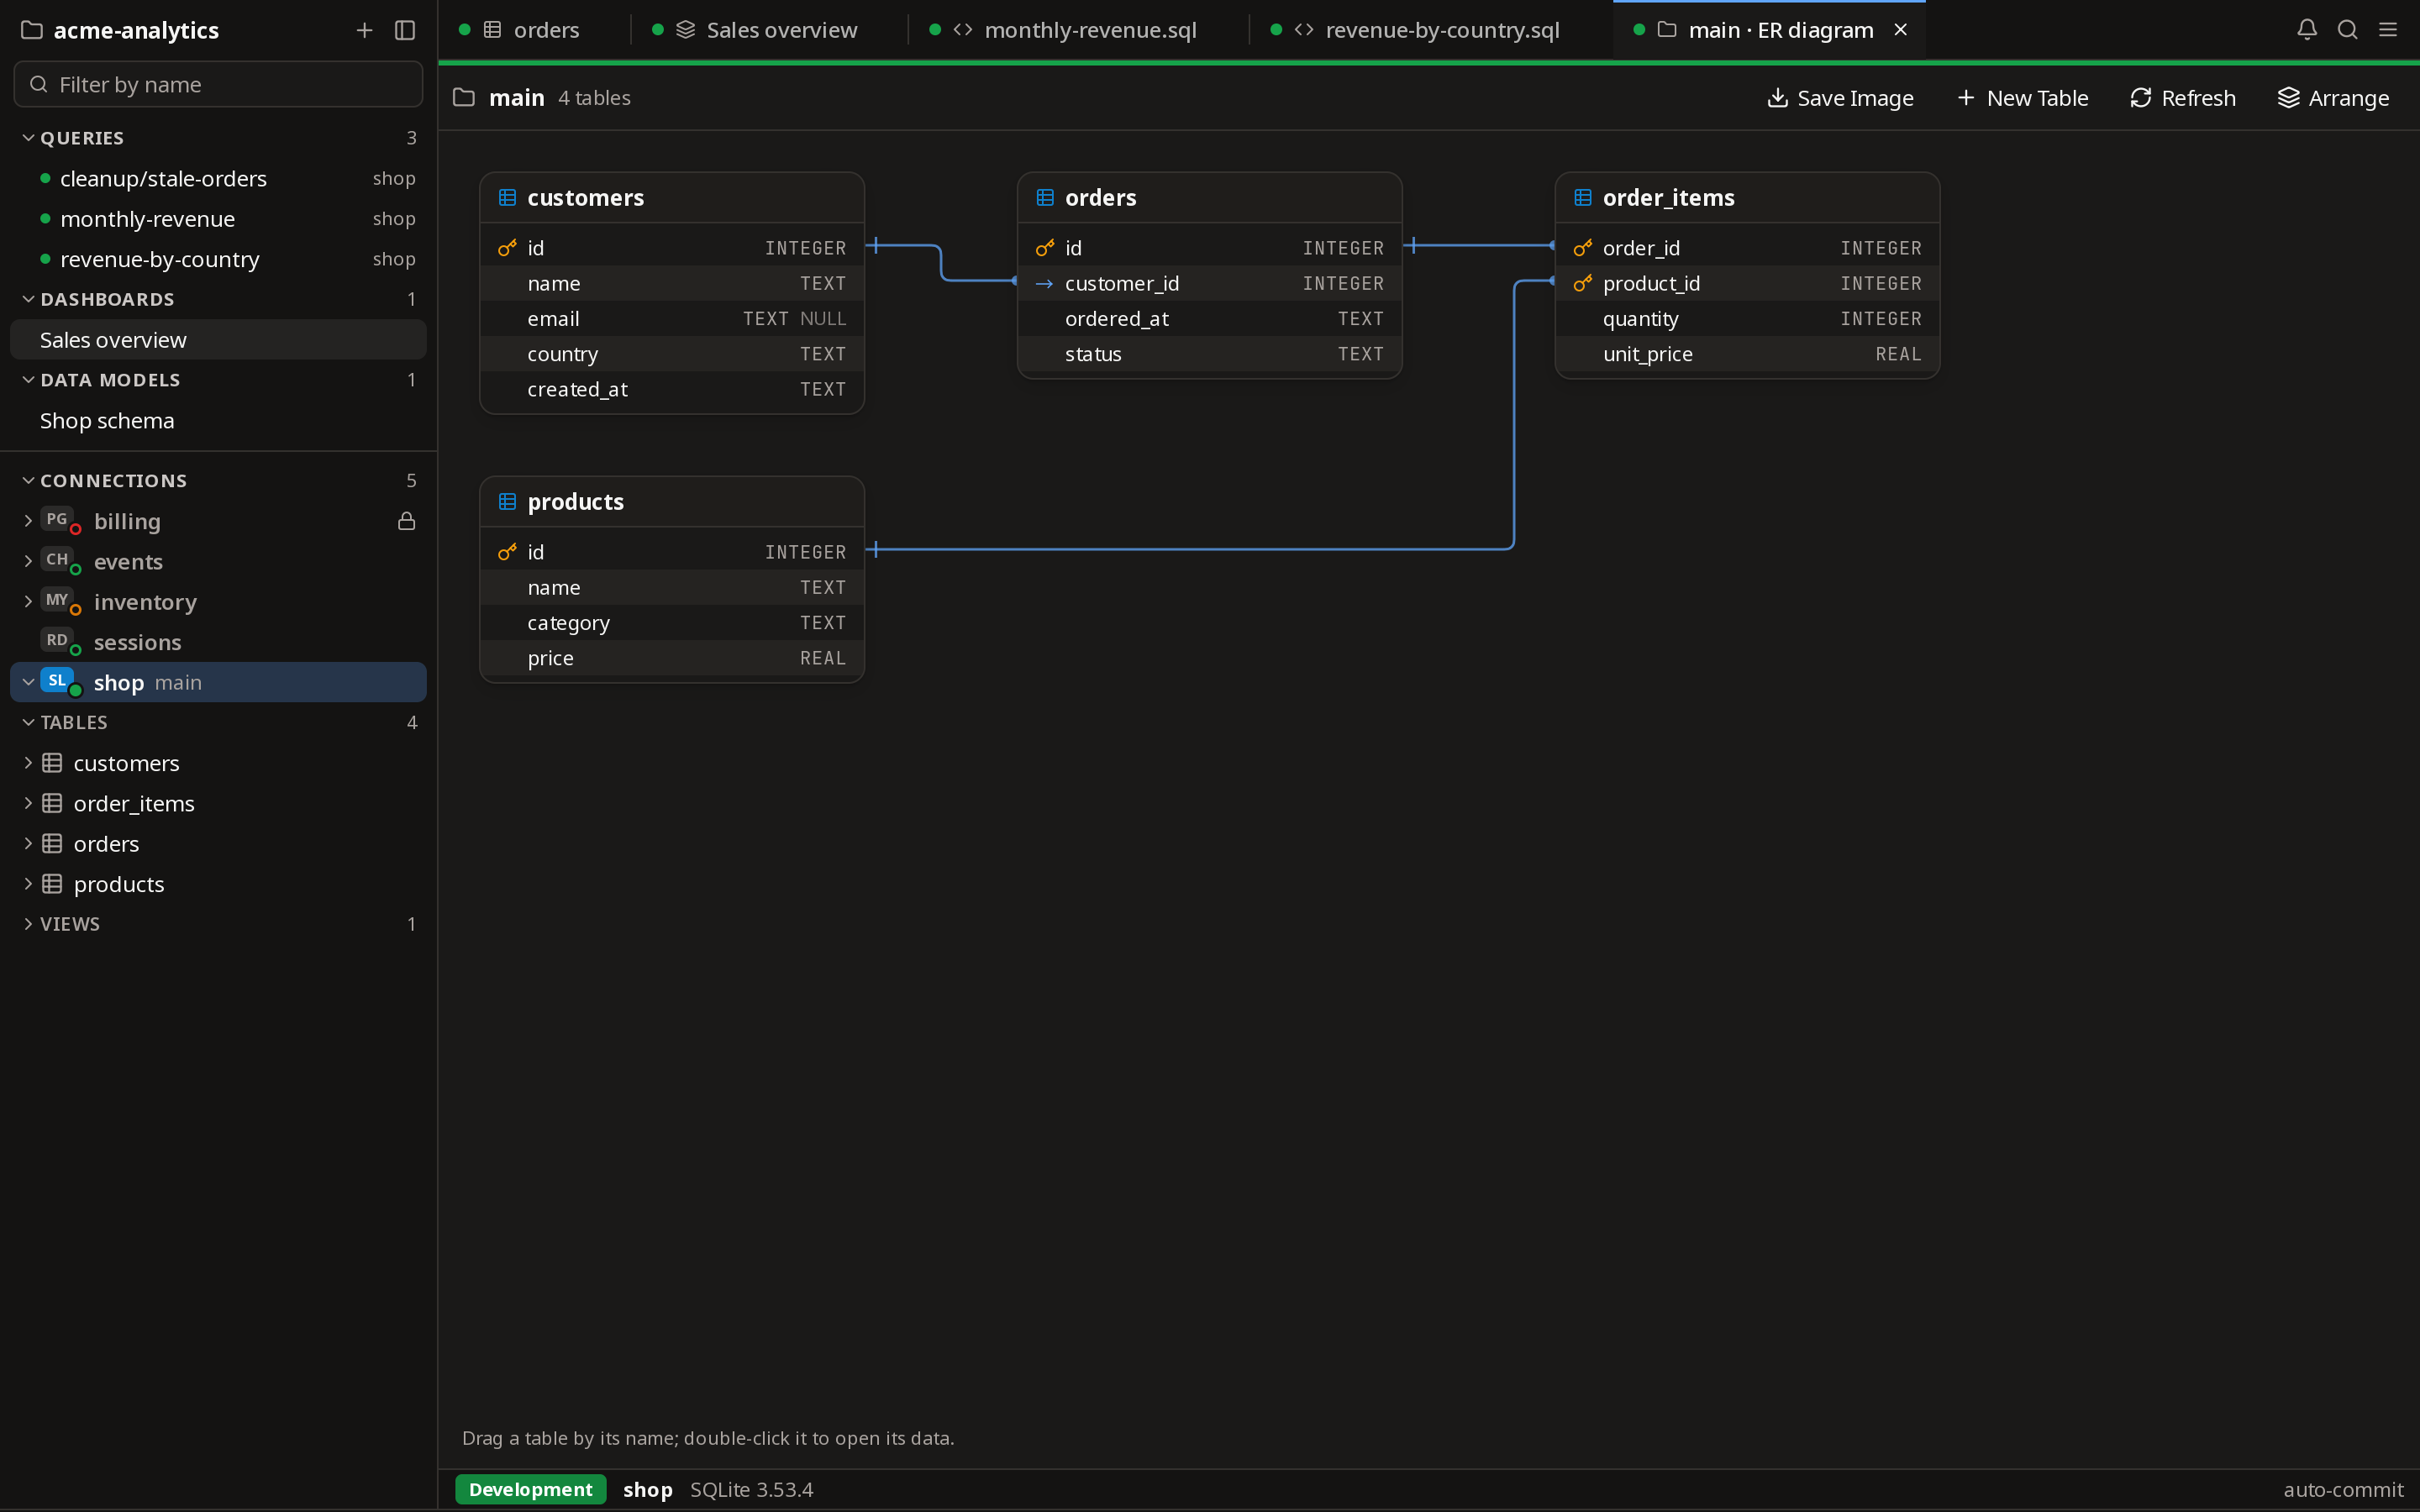 acme-analytics
Filter by name
QUERIES 3
cleanup/stale-orders shop
monthly-revenue shop
revenue-by-country shop
DASHBOARDS 1
Sales overview
DATA MODELS 1
Shop schema
CONNECTIONS 5
PG billing
CH events
MY inventory
RD sessions
SL shop main
TABLES 4
customers
order_items
orders
products
VIEWS 1
orders Sales overview monthly-revenue.sql revenue-by-country.sql main · ER diagram
main 4 tables Save Image New Table Refresh Arrange
customers
id INTEGER
name TEXT
email TEXT NULL
country TEXT
created_at TEXT
orders
id INTEGER
customer_id INTEGER
ordered_at TEXT
status TEXT
order_items
order_id INTEGER
product_id INTEGER
quantity INTEGER
unit_price REAL
products
id INTEGER
name TEXT
category TEXT
price REAL
Drag a table by its name; double-click it to open its data.
Development shop SQLite 3.53.4 auto-commit